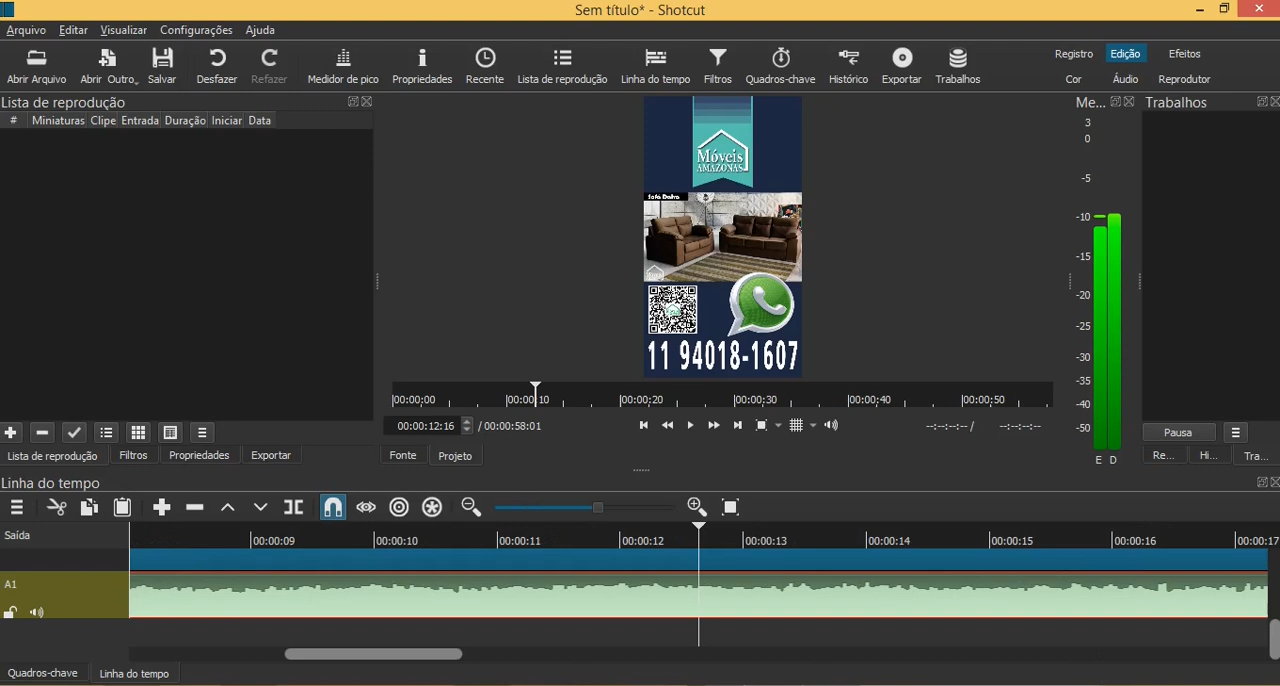 Sem título* - Shotcut
Arquivo Editar Visualizar Configurações Ajuda
Abrir Arquivo Abrir Outro. Salvar Desfazer Refazer Medidor de pico Propriedades Recente Lista de reprodução Linha do tempo Filtros Quadros-chave Histórico Exportar Trabalhos
Registro Edição Efeitos
Cor Áudio Reprodutor
Lista de reprodução
# Miniaturas Clipe Entrada Duração Iniciar Data
Móveis
AMAZONAS
Sofá Dalva
11 94018-1607
Me...
3
0
-5
-10
-15
-20
-25
-30
-35
-40
-50
E D
Trabalhos
00:00;00 00:00:10 00:00:20 00:00:30 00:00:40 00:00:50
00:00:12:16 / 00:00:58:01 --:--:--:-- / --:--:--:--
Pausa
Lista de reprodução Filtros Propriedades Exportar
Fonte Projeto
Re... Hi... Tra...
Linha do tempo
Saída
00:00:09 00:00:10 00:00:11 00:00:12 00:00:13 00:00:14 00:00:15 00:00:16 00:00:17
A1
Quadros-chave Linha do tempo